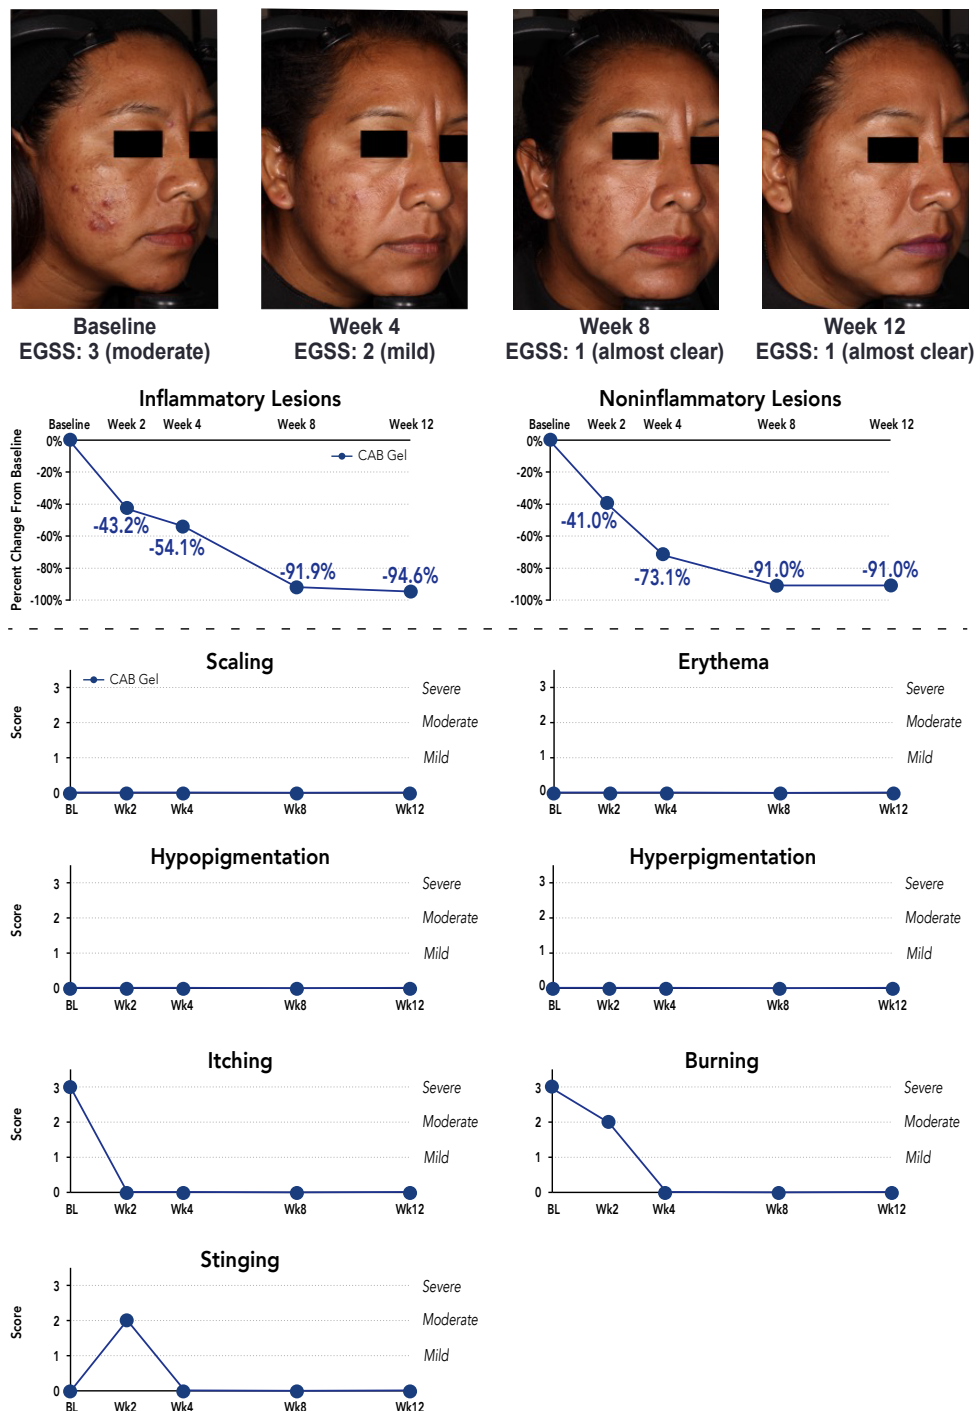 Baseline
EGSS: 3 (moderate)
Week 4
EGSS: 2 (mild)
Week 8
EGSS: 1 (almost clear)
Week 12
EGSS: 1 (almost clear)
Inflammatory Lesions
Baseline Week 2 Week 4 Week 8 Week 12
Percent Change From Baseline
0%
-20%
-40%
-60%
-80%
-100%
CAB Gel
-43.2%
-54.1%
-91.9%
-94.6%
Noninflammatory Lesions
Baseline Week 2 Week 4 Week 8 Week 12
0%
-20%
-40%
-60%
-80%
-100%
-41.0%
-73.1%
-91.0%
-91.0%
Scaling
CAB Gel
Score
3 Severe
2 Moderate
1 Mild
0
BL Wk2 Wk4 Wk8 Wk12
Erythema
3 Severe
2 Moderate
1 Mild
0
BL Wk2 Wk4 Wk8 Wk12
Hypopigmentation
Score
3 Severe
2 Moderate
1 Mild
0
BL Wk2 Wk4 Wk8 Wk12
Hyperpigmentation
3 Severe
2 Moderate
1 Mild
0
BL Wk2 Wk4 Wk8 Wk12
Itching
Score
3 Severe
2 Moderate
1 Mild
0
BL Wk2 Wk4 Wk8 Wk12
Burning
3 Severe
2 Moderate
1 Mild
0
BL Wk2 Wk4 Wk8 Wk12
Stinging
Score
3 Severe
2 Moderate
1 Mild
0
BL Wk2 Wk4 Wk8 Wk12